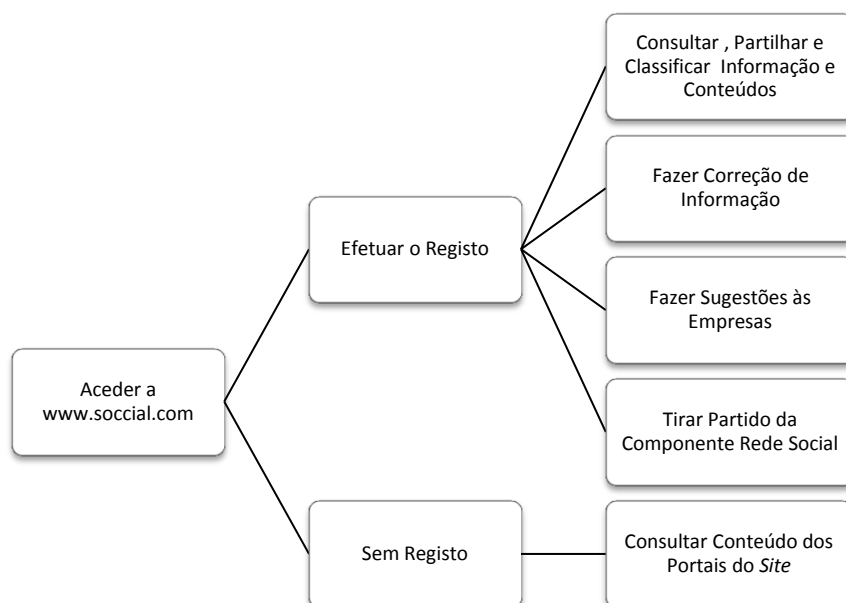 Consultar , Partilhar e
Classificar Informação e
Conteúdos
Fazer Correção de
Informação
Efetuar o Registo
Fazer Sugestões às
Empresas
Aceder a
www.soccial.com
Tirar Partido da
Componente Rede Social
Sem Registo
Consultar Conteúdo dos
Portais do Site